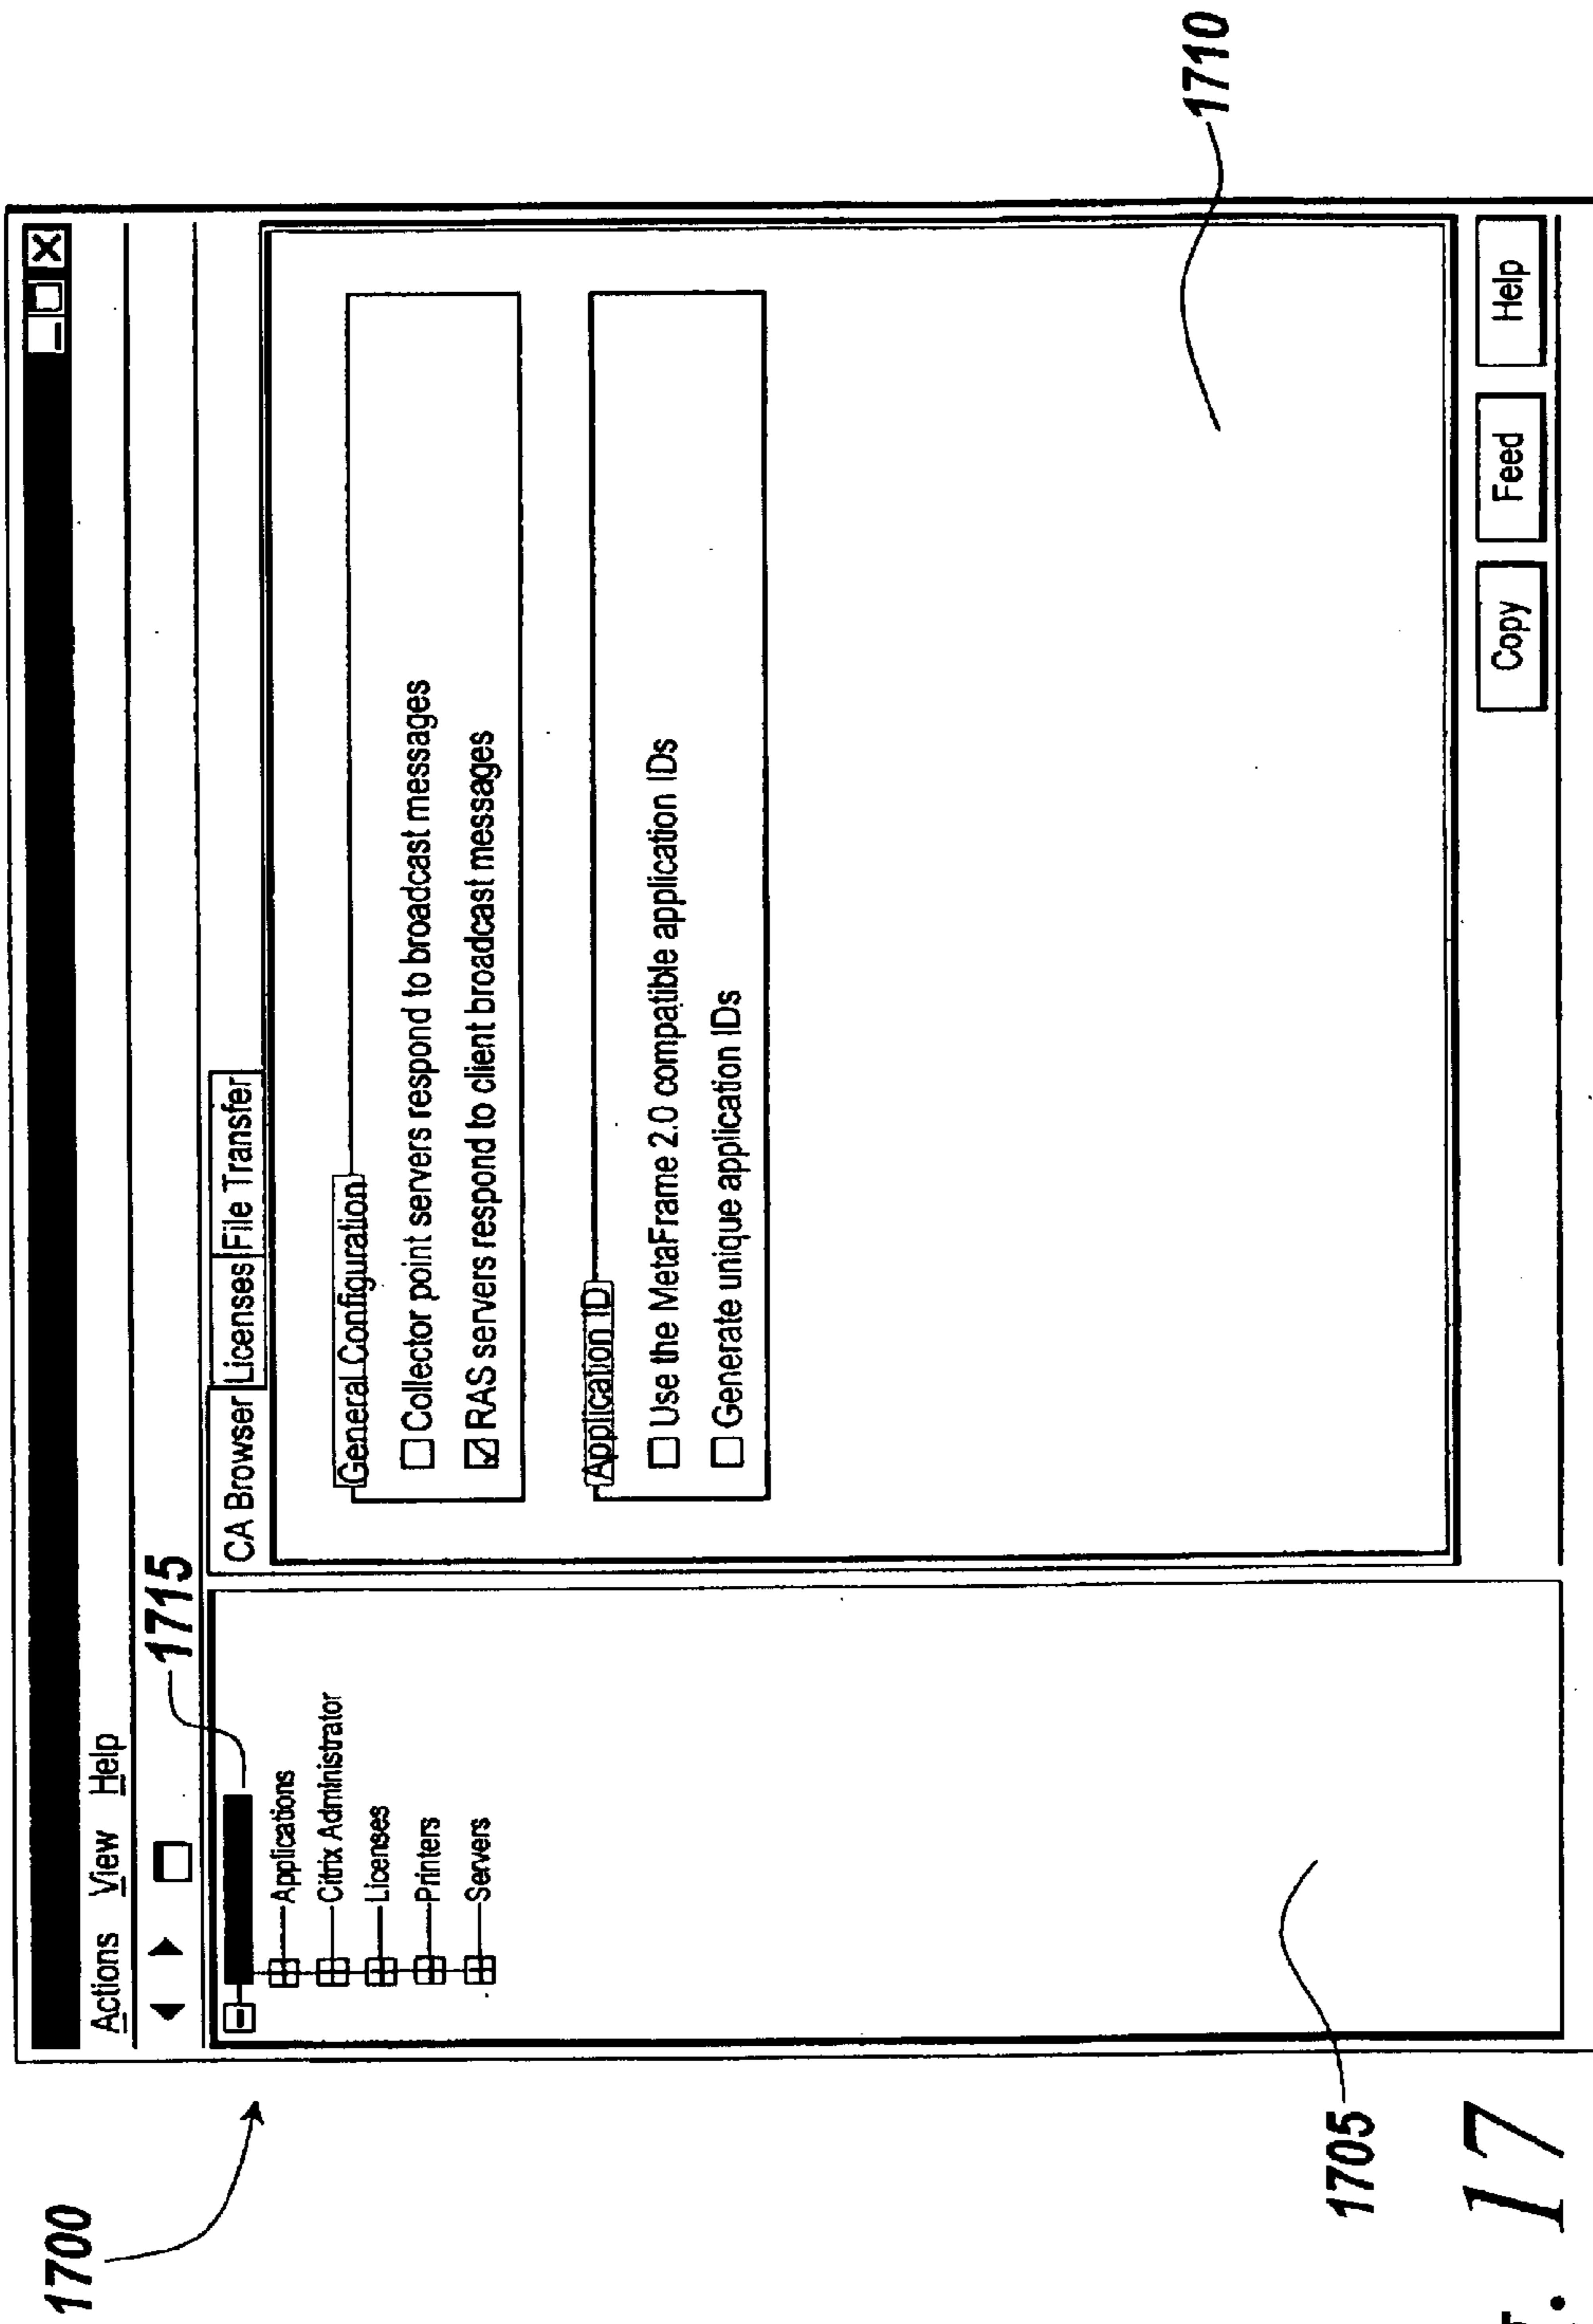 1700
Actions View Help
1715
CA Browser Licenses File Transfer
Applications
Citrix Administrator
Licenses
Printers
Servers
General Configuration
Collector point servers respond to broadcast messages
RAS servers respond to client broadcast messages
Application ID
Use the MetaFrame 2.0 compatible application IDs
Generate unique application IDs
1710
1705
Copy Feed Help
17